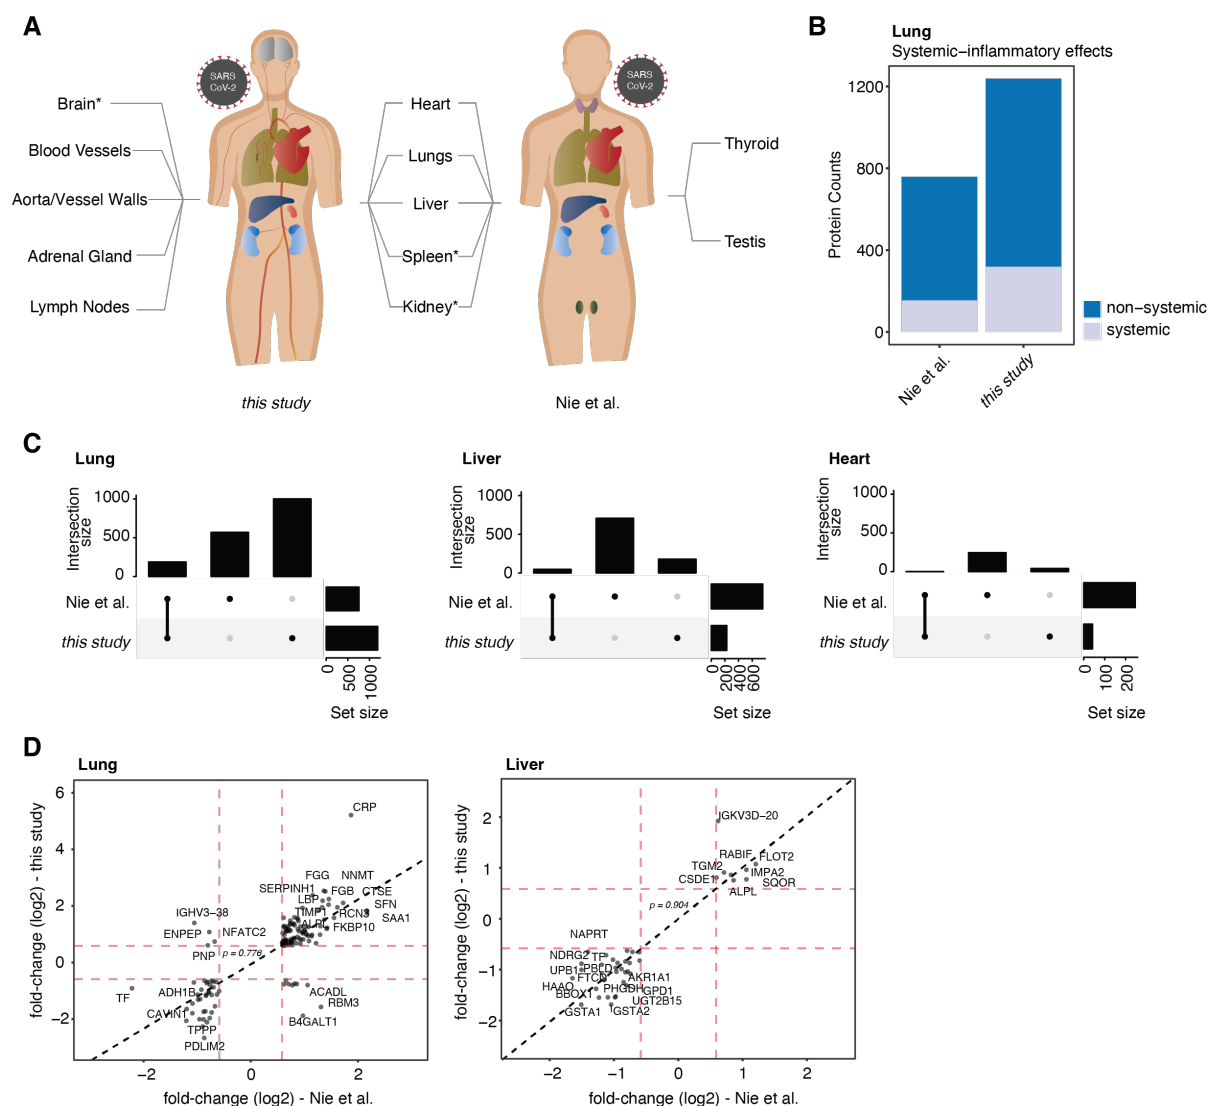 A
SARS
CoV-2
Brain*
Blood Vessels
Aorta/Vessel Walls
Adrenal Gland
Lymph Nodes
this study
Heart
Lungs
Liver
Spleen*
Kidney*
SARS
CoV-2
Thyroid
Testis
Nie et al.
B
Lung
Systemic−inflammatory effects
Protein Counts
1200
800
400
0
Nie et al.
this study
non−systemic
systemic
C
Lung
Intersection
size
1000
500
0
Nie et al.
this study
0
500
1000
Set size
Liver
Intersection
size
1000
500
0
Nie et al.
this study
0
200
400
600
Set size
Heart
Intersection
size
1000
500
0
Nie et al.
this study
0
100
200
Set size
D
Lung
fold-change (log2) - this study
6
4
2
0
−2
CRP
FGG
NNMT
SERPINH1
FGB
CTSE
LBP
SFN
TIMP1
RCN3
SAA1
ALPL
FKBP10
IGHV3-38
ENPEP
NFATC2
PNP
p = 0.778
TF
ADH1B
ACADL
RBM3
CAVIN1
B4GALT1
TPPP
PDLIM2
−2
0
2
fold-change (log2) - Nie et al.
Liver
fold-change (log2) - this study
2
1
0
−1
−2
IGKV3D−20
RABIF
FLOT2
TGM2
IMPA2
CSDE1
SQOR
ALPL
p = 0.904
NAPRT
NDRG2
TF
UPB1
PBLD
FTCD
AKR1A1
HAAO
BBOX1
PHGDH
GPD1
UGT2B15
GSTA1
GSTA2
−2
−1
0
1
2
fold-change (log2) - Nie et al.